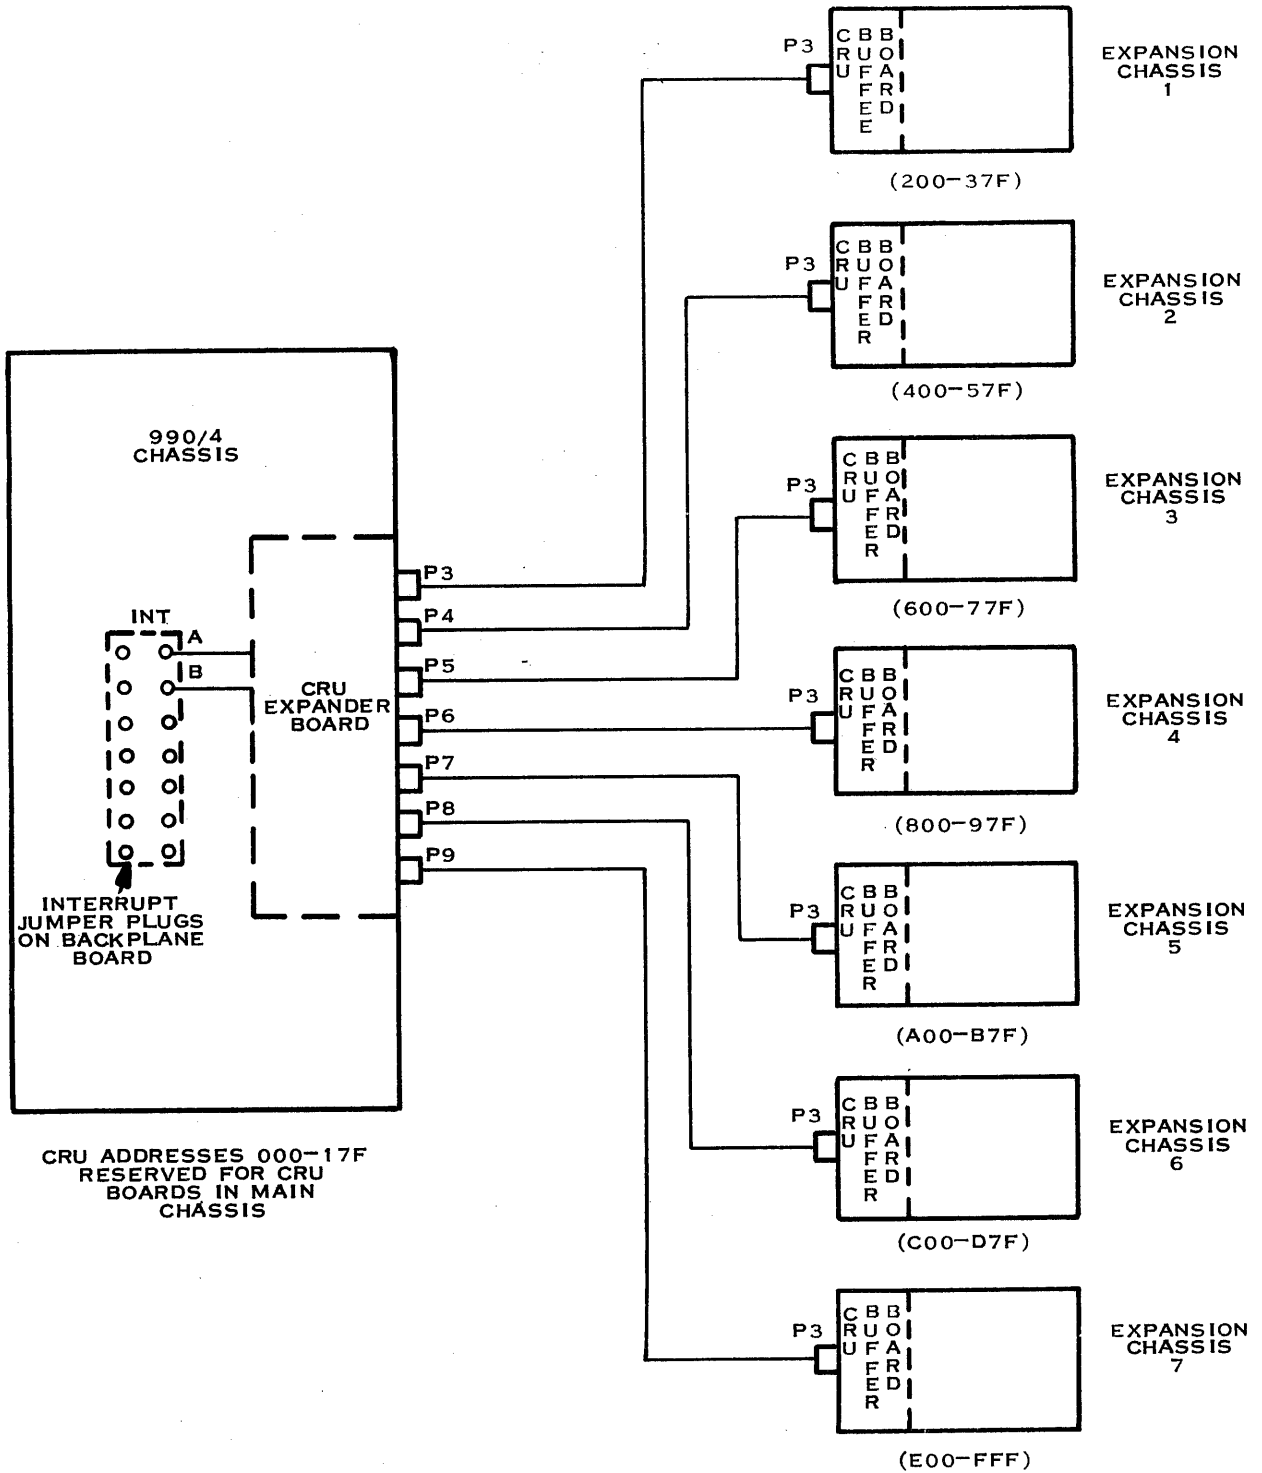 P3
CRU BUFFEE BOARD
EXPANSION
CHASSIS
1
(200-37F)
P3
CRU BUFFER BOARD
EXPANSION
CHASSIS
2
(400-57F)
P3
CRU BUFFER BOARD
EXPANSION
CHASSIS
3
(600-77F)
P3
CRU BUFFER BOARD
EXPANSION
CHASSIS
4
(800-97F)
P3
CRU BUFFER BOARD
EXPANSION
CHASSIS
5
(A00-B7F)
P3
CRU BUFFER BOARD
EXPANSION
CHASSIS
6
(C00-D7F)
P3
CRU BUFFER BOARD
EXPANSION
CHASSIS
7
(E00-FFF)
990/4
CHASSIS
INT
A
B
CRU
EXPANDER
BOARD
P3
P4
P5
P6
P7
P8
P9
INTERRUPT
JUMPER PLUGS
ON BACKPLANE
BOARD
CRU ADDRESSES 000-17F
RESERVED FOR CRU
BOARDS IN MAIN
CHASSIS